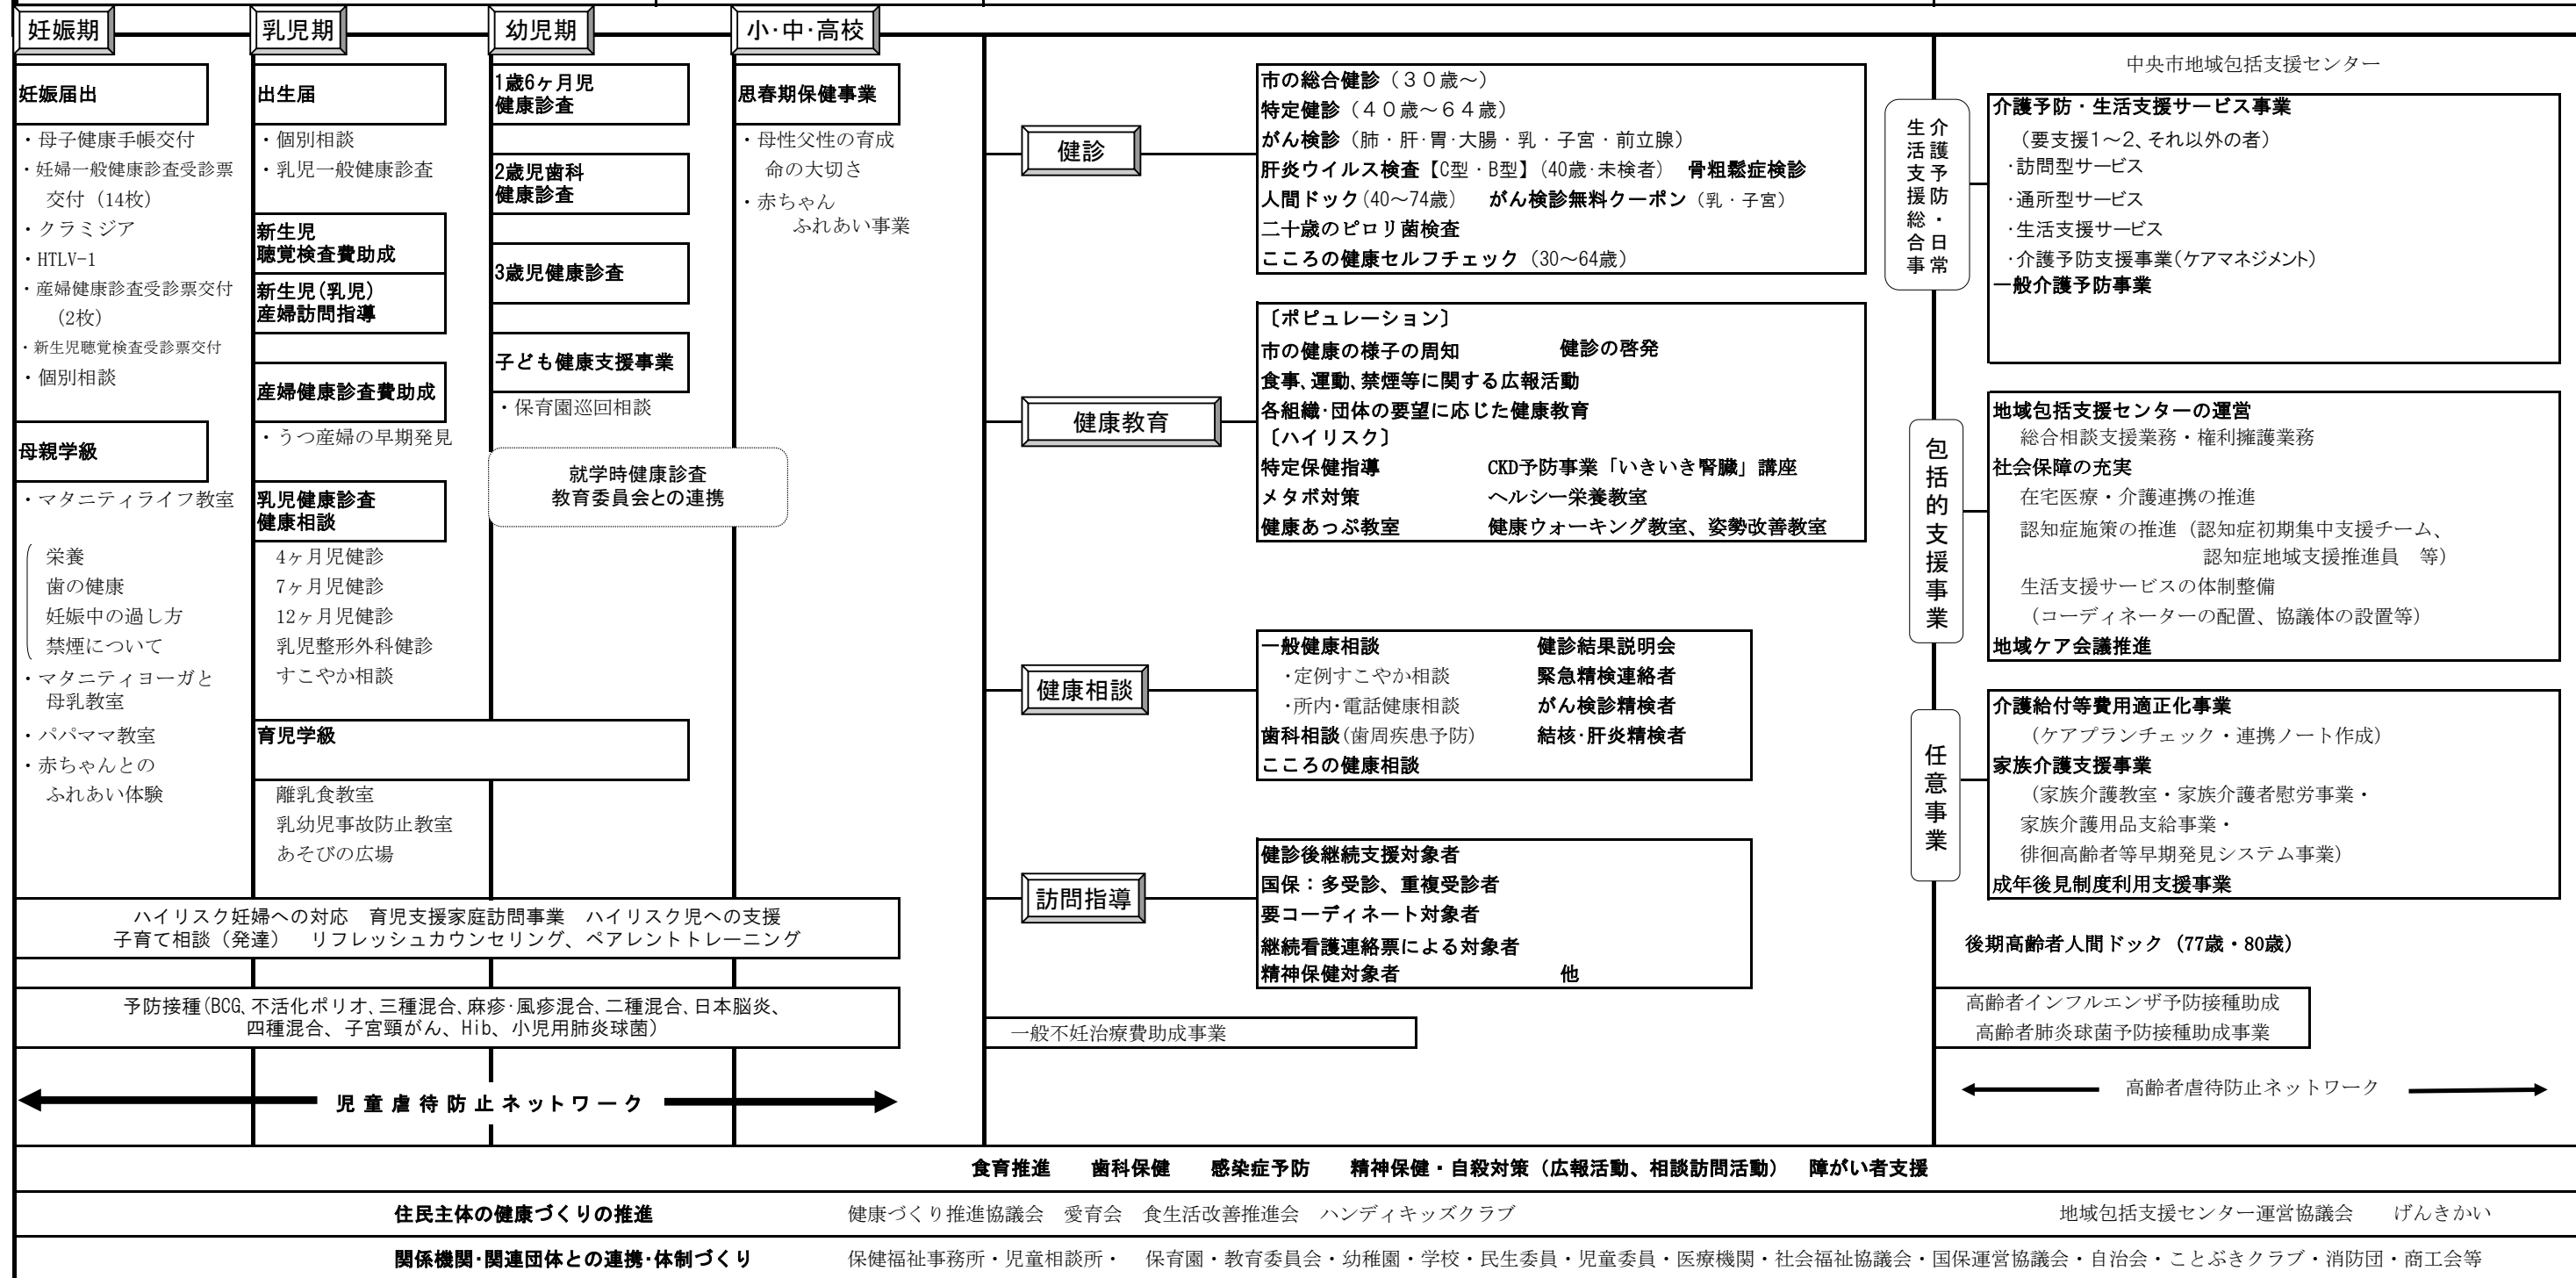 妊娠期
妊娠届出
・母子健康手帳交付
・妊婦一般健康診査受診票
交付（14枚）
・クラミジア
・HTLV-1
・産婦健康診査受診票交付
（2枚）
・新生児聴覚検査受診票交付
・個別相談
母親学級
・マタニティライフ教室
栄養
歯の健康
妊娠中の過し方
禁煙について
・マタニティヨーガと
母乳教室
・パパママ教室
・赤ちゃんとの
ふれあい体験
乳児期
出生届
・個別相談
・乳児一般健康診査
新生児
聴覚検査費助成
新生児(乳児)
産婦訪問指導
産婦健康診査費助成
・うつ産婦の早期発見
乳児健康診査
健康相談
4ヶ月児健診
7ヶ月児健診
12ヶ月児健診
乳児整形外科健診
すこやか相談
育児学級
離乳食教室
乳幼児事故防止教室
あそびの広場
幼児期
1歳6ヶ月児
健康診査
2歳児歯科
健康診査
3歳児健康診査
子ども健康支援事業
・保育園巡回相談
就学時健康診査
教育委員会との連携
小･中･高校
思春期保健事業
・母性父性の育成
命の大切さ
・赤ちゃん
ふれあい事業
ハイリスク妊婦への対応　育児支援家庭訪問事業　ハイリスク児への支援
子育て相談（発達）　リフレッシュカウンセリング、ペアレントトレーニング
予防接種(BCG､不活化ポリオ､三種混合､麻疹･風疹混合､二種混合､日本脳炎、
四種混合、子宮頸がん、Hib、小児用肺炎球菌）
児童虐待防止ネットワーク
健診
市の総合健診（３０歳～）
特定健診（４０歳～６４歳）
がん検診（肺・肝･胃･大腸・乳・子宮・前立腺）
肝炎ウイルス検査【C型・B型】（40歳･未検者）　骨粗鬆症検診
人間ドック(40～74歳)　がん検診無料クーポン（乳・子宮）
二十歳のピロリ菌検査
こころの健康セルフチェック（30～64歳）
健康教育
〔ポピュレーション〕
市の健康の様子の周知　健診の啓発
食事､運動､禁煙等に関する広報活動
各組織･団体の要望に応じた健康教育
〔ハイリスク〕
特定保健指導　CKD予防事業「いきいき腎臓」講座
メタボ対策　ヘルシー栄養教室
健康あっぷ教室　健康ウォーキング教室、姿勢改善教室
健康相談
一般健康相談　健診結果説明会
･定例すこやか相談　緊急精検連絡者
･所内･電話健康相談　がん検診精検者
歯科相談(歯周疾患予防)　結核･肝炎精検者
こころの健康相談
訪問指導
健診後継続支援対象者
国保：多受診、重複受診者
要コーディネート対象者
継続看護連絡票による対象者
精神保健対象者　他
一般不妊治療費助成事業
中央市地域包括支援センター
介護予防・日常
生活支援総合事
介護予防・生活支援サービス事業
（要支援1～2､それ以外の者）
･訪問型サービス
･通所型サービス
･生活支援サービス
･介護予防支援事業(ケアマネジメント)
一般介護予防事業
包括的支援事業
地域包括支援センターの運営
総合相談支援業務・権利擁護業務
社会保障の充実
在宅医療・介護連携の推進
認知症施策の推進（認知症初期集中支援チーム、
認知症地域支援推進員　等）
生活支援サービスの体制整備
（コーディネーターの配置、協議体の設置等）
地域ケア会議推進
任意事業
介護給付等費用適正化事業
（ケアプランチェック・連携ノート作成）
家族介護支援事業
（家族介護教室・家族介護者慰労事業・
家族介護用品支給事業・
徘徊高齢者等早期発見システム事業）
成年後見制度利用支援事業
後期高齢者人間ドック（77歳・80歳）
高齢者インフルエンザ予防接種助成
高齢者肺炎球菌予防接種助成事業
高齢者虐待防止ネットワーク
食育推進　歯科保健　感染症予防　精神保健・自殺対策（広報活動、相談訪問活動）　障がい者支援
住民主体の健康づくりの推進　健康づくり推進協議会　愛育会　食生活改善推進会　ハンディキッズクラブ　地域包括支援センター運営協議会　げんきかい
関係機関･関連団体との連携･体制づくり　保健福祉事務所・児童相談所・　保育園・教育委員会・幼稚園・学校・民生委員・児童委員・医療機関・社会福祉協議会・国保運営協議会・自治会・ことぶきクラブ・消防団・商工会等